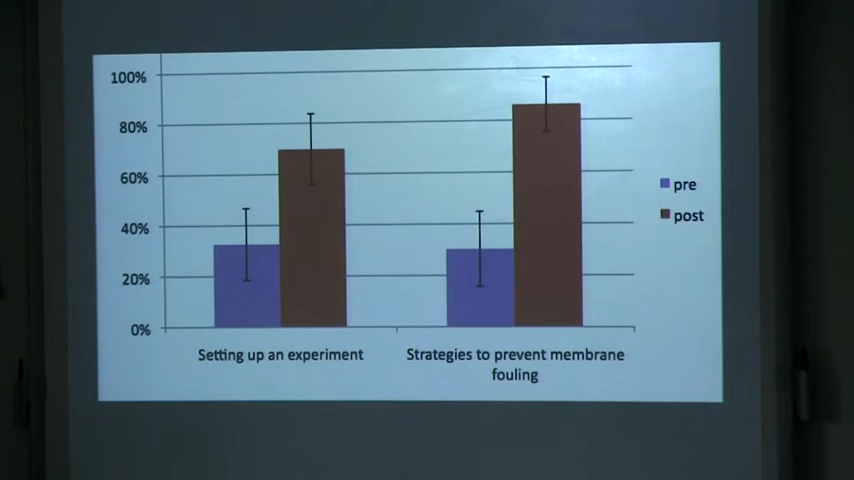 100%
80%
60%
40%
20%
0%
Setting up an experiment
Strategies to prevent membrane
fouling
pre
post